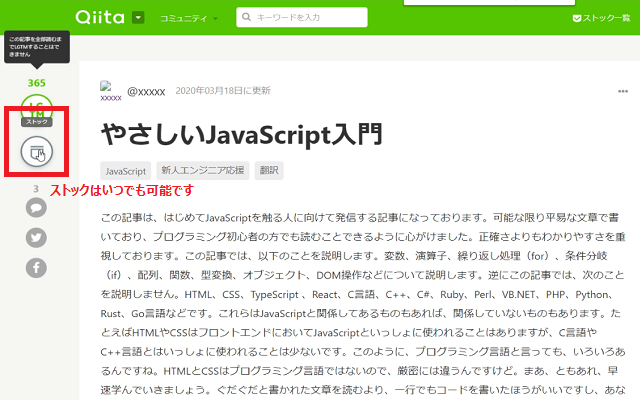 Qiita
コミュニティ
キーワードを入力
ストック一覧
この記事を全部読むま
でLGTMすることはで
きません
365
LG
TM
ストック
3
ストックはいつでも可能です
xxxxx
@xxxxx 2020年03月18日に更新
やさしいJavaScript入門
JavaScript 新人エンジニア応援 翻訳
この記事は、はじめてJavaScriptを触る人に向けて発信する記事になっております。可能な限り平易な文章で書
いており、プログラミング初心者の方でも読むことできるように心がけました。正確さよりもわかりやすさを重
視しております。この記事では、以下のことを説明します。変数、演算子、繰り返し処理（for）、条件分岐
（if）、配列、関数、型変換、オブジェクト、DOM操作などについて説明します。逆にこの記事では、次のこと
を説明しません。HTML、CSS、TypeScript 、React、C言語、C++、C#、Ruby、Perl、VB.NET、PHP、Python、
Rust、Go言語などです。これらはJavaScriptと関係してあるものもあれば、関係していないものもあります。た
とえばHTMLやCSSはフロントエンドにおいてJavaScriptといっしょに使われることはありますが、C言語や
C++言語とはいっしょに使われることは少ないです。このように、プログラミング言語と言っても、いろいろあ
るんですね。HTMLとCSSはプログラミング言語ではないので、厳密には違うんですけど。まあ、ともあれ、早
速学んでいきましょう。ぐだぐだと書かれた文章を読むより、一行でもコードを書いたほうがいいですし、あな